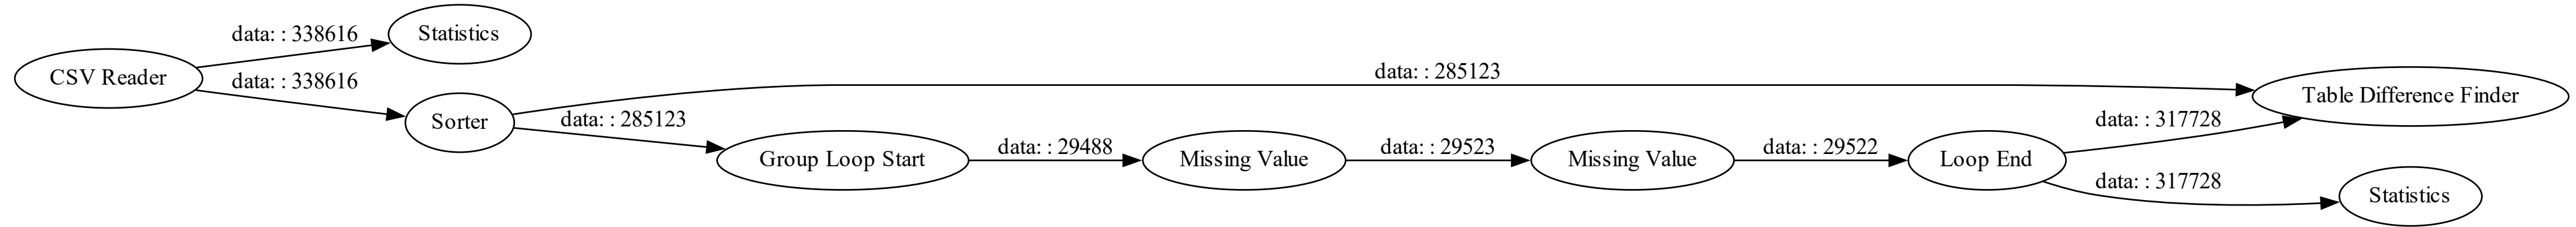 data: : 338616
Statistics
CSV Reader
data: : 338616
data: : 285123
Table Difference Finder
Sorter
data: : 285123
data: : 317728
Group Loop Start
data: : 29488
Missing Value
data: : 29523
Missing Value
data: : 29522
Loop End
data: : 317728
Statistics